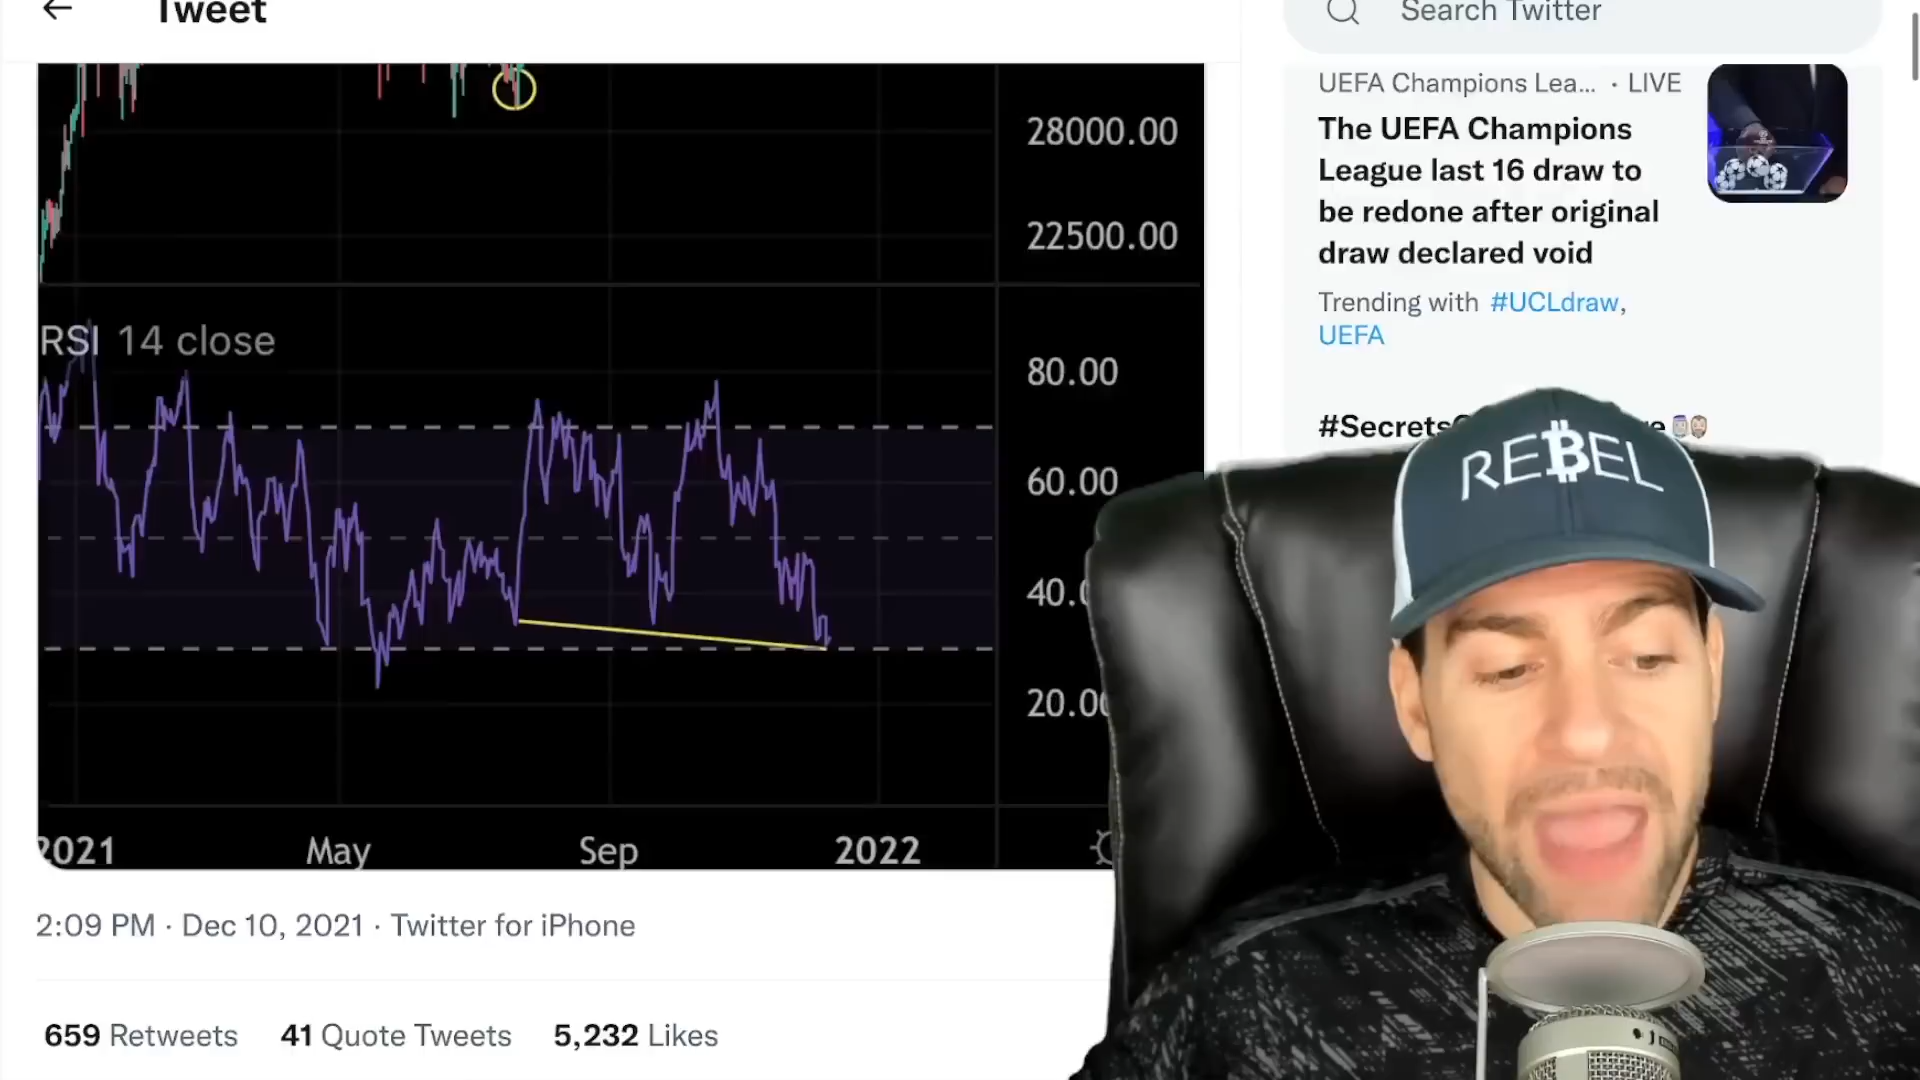 Tweet
Search Twitter
28000.00
22500.00
RSI 14 close
80.00
60.00
20.00
2021
May
Sep
2022
2:09 PM · Dec 10, 2021 · Twitter for iPhone
659 Retweets
41 Quote Tweets
5,232 Likes
UEFA Champions Lea... · LIVE
The UEFA Champions
League last 16 draw to
be redone after original
draw declared void
Trending with #UCLdraw,
UEFA
REBEL